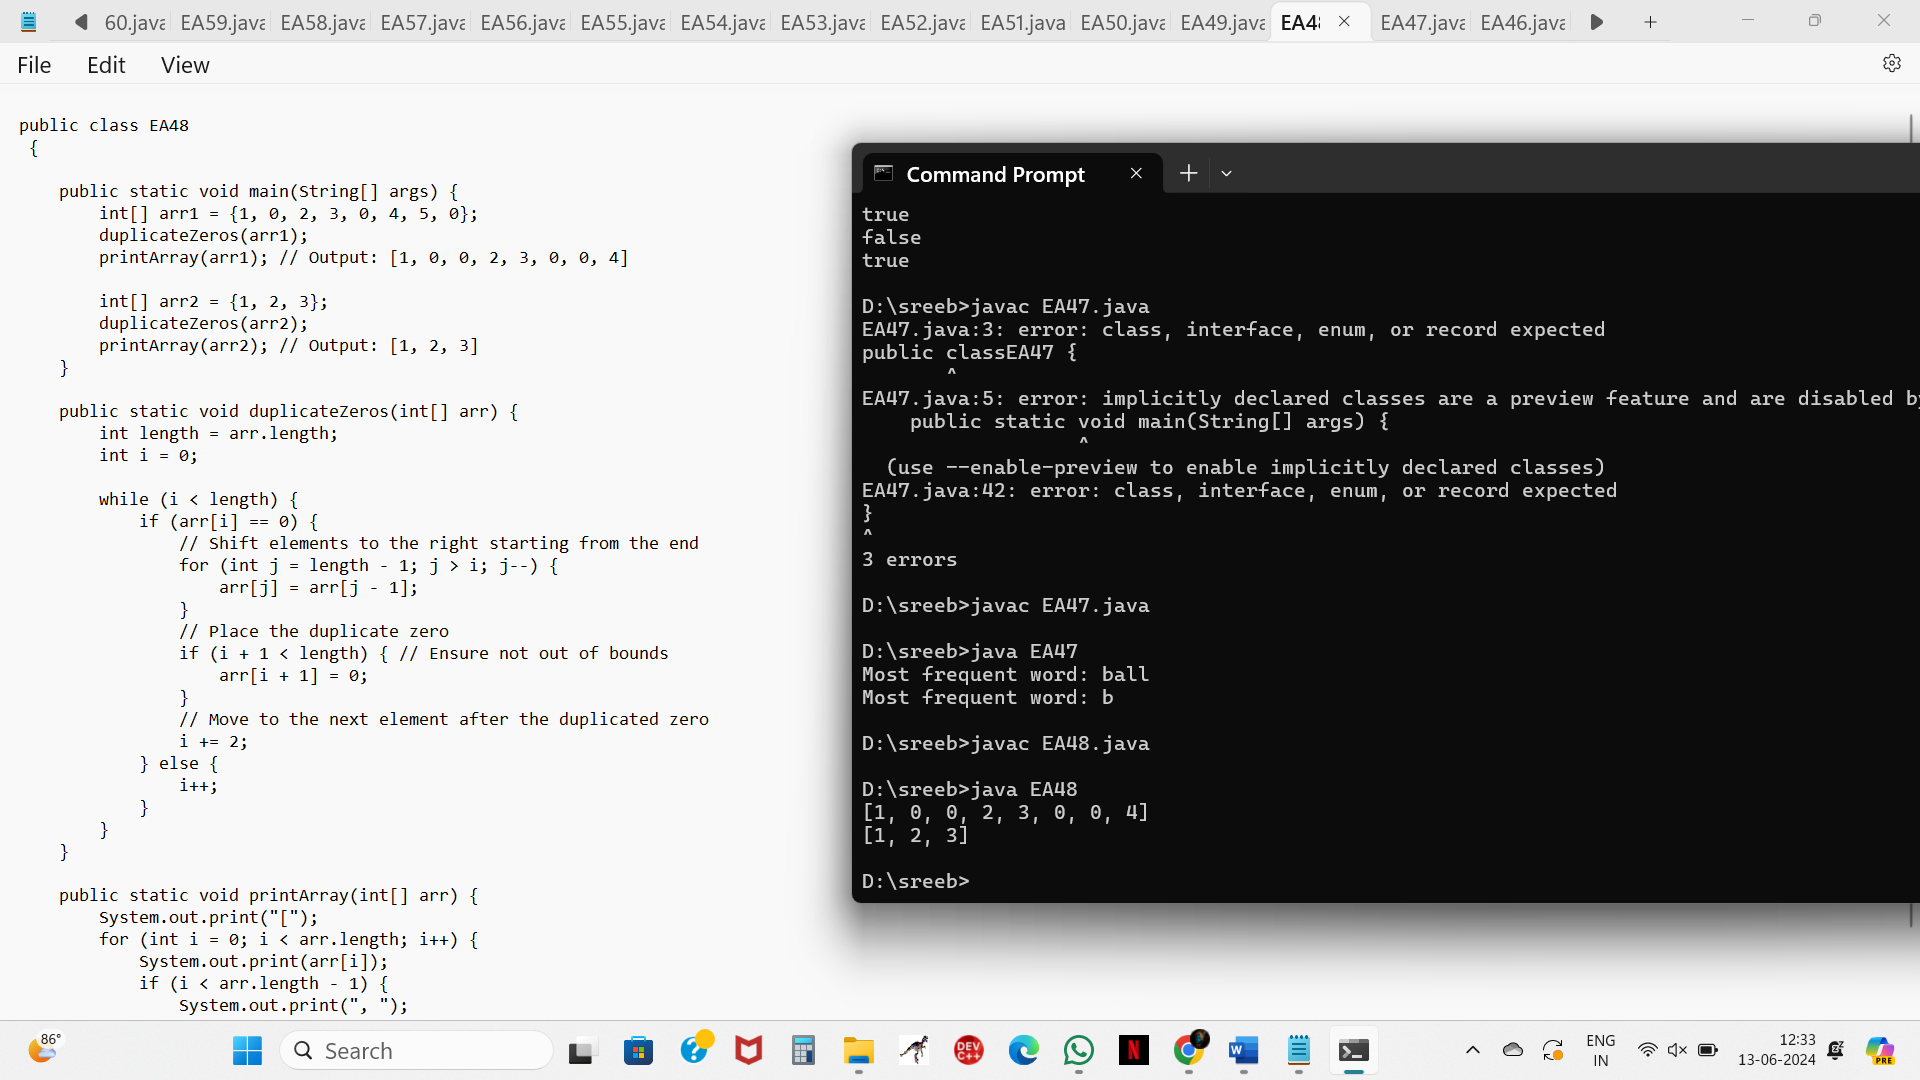 60.java EA59.java EA58.java EA57.java EA56.java EA55.java EA54.java EA53.java EA52.java EA51.java EA50.java EA49.java EA48 EA47.java EA46.java
File Edit View
public class EA48
{
public static void main(String[] args) {
int[] arr1 = {1, 0, 2, 3, 0, 4, 5, 0};
duplicateZeros(arr1);
printArray(arr1); // Output: [1, 0, 0, 2, 3, 0, 0, 4]
int[] arr2 = {1, 2, 3};
duplicateZeros(arr2);
printArray(arr2); // Output: [1, 2, 3]
}
public static void duplicateZeros(int[] arr) {
int length = arr.length;
int i = 0;
while (i < length) {
if (arr[i] == 0) {
// Shift elements to the right starting from the end
for (int j = length - 1; j > i; j--) {
arr[j] = arr[j - 1];
}
// Place the duplicate zero
if (i + 1 < length) { // Ensure not out of bounds
arr[i + 1] = 0;
}
// Move to the next element after the duplicated zero
i += 2;
} else {
i++;
}
}
}
public static void printArray(int[] arr) {
System.out.print("[");
for (int i = 0; i < arr.length; i++) {
System.out.print(arr[i]);
if (i < arr.length - 1) {
System.out.print(", ");
Command Prompt
true
false
true
D:\sreeb>javac EA47.java
EA47.java:3: error: class, interface, enum, or record expected
public classEA47 {
^
EA47.java:5: error: implicitly declared classes are a preview feature and are disabled by
public static void main(String[] args) {
^
(use --enable-preview to enable implicitly declared classes)
EA47.java:42: error: class, interface, enum, or record expected
}
^
3 errors
D:\sreeb>javac EA47.java
D:\sreeb>java EA47
Most frequent word: ball
Most frequent word: b
D:\sreeb>javac EA48.java
D:\sreeb>java EA48
[1, 0, 0, 2, 3, 0, 0, 4]
[1, 2, 3]
D:\sreeb>
86°
Search
DEV C++
N
W
ENG
IN
12:33
13-06-2024
PRE